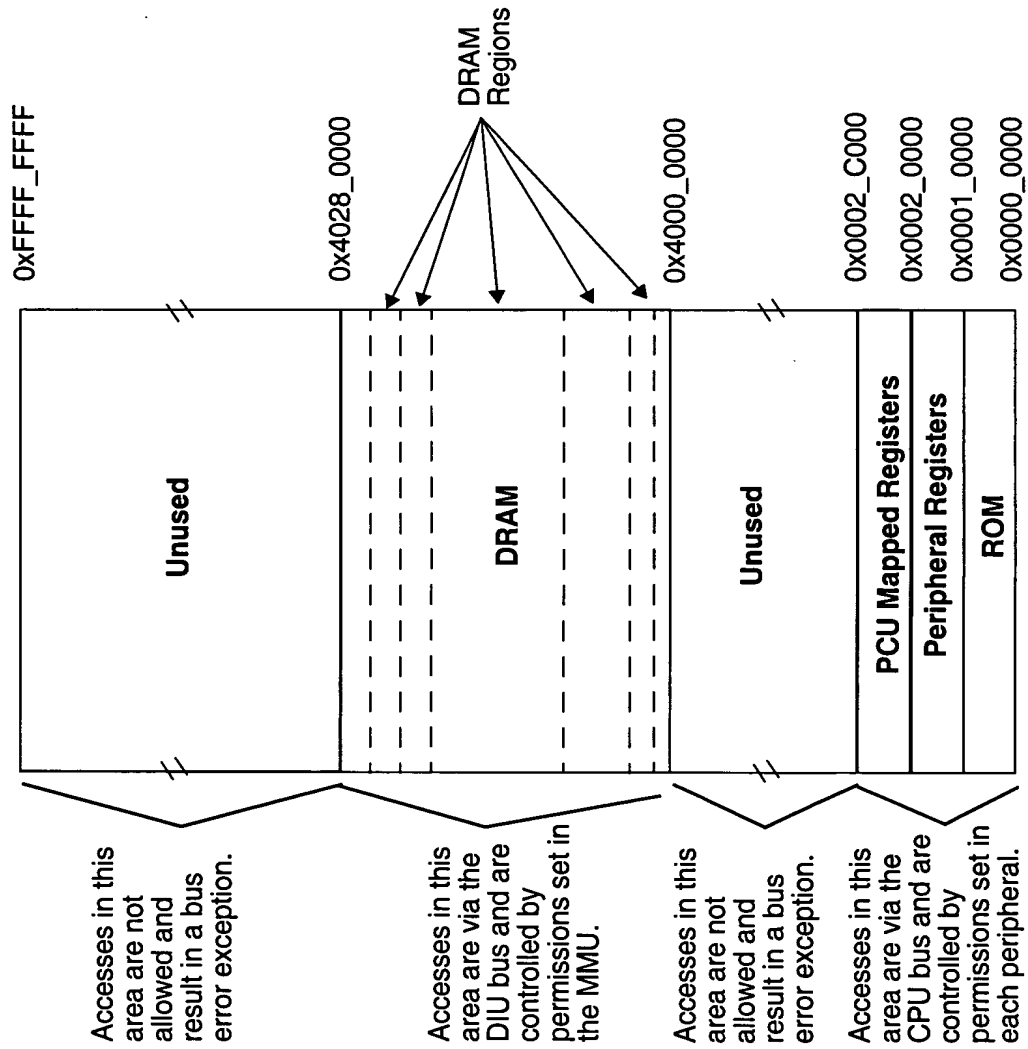 Accesses in this
area are not
allowed and
result in a bus
error exception.
Accesses in this
area are via the
DIU bus and are
controlled by
permissions set in
the MMU.
Accesses in this
area are not
allowed and
result in a bus
error exception.
Accesses in this
area are via the
CPU bus and are
controlled by
permissions set in
each peripheral.
Unused
DRAM
Unused
PCU Mapped Registers
Peripheral Registers
ROM
0xFFFF_FFFF
0x4028_0000
DRAM
Regions
0x4000_0000
0x0002_C000
0x0002_0000
0x0001_0000
0x0000_0000